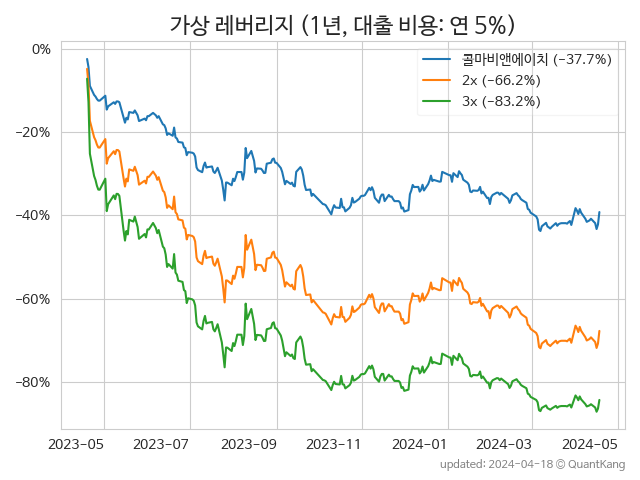 가상 레버리지 (1년, 대출 비용: 연 5%)
콜마비앤에이치 (−37.7%)
2x (−66.2%)
3x (−83.2%)
0%
−20%
−40%
−60%
−80%
2023-05 2023-07 2023-09 2023-11 2024-01 2024-03 2024-05
updated: 2024-04-18 © QuantKang